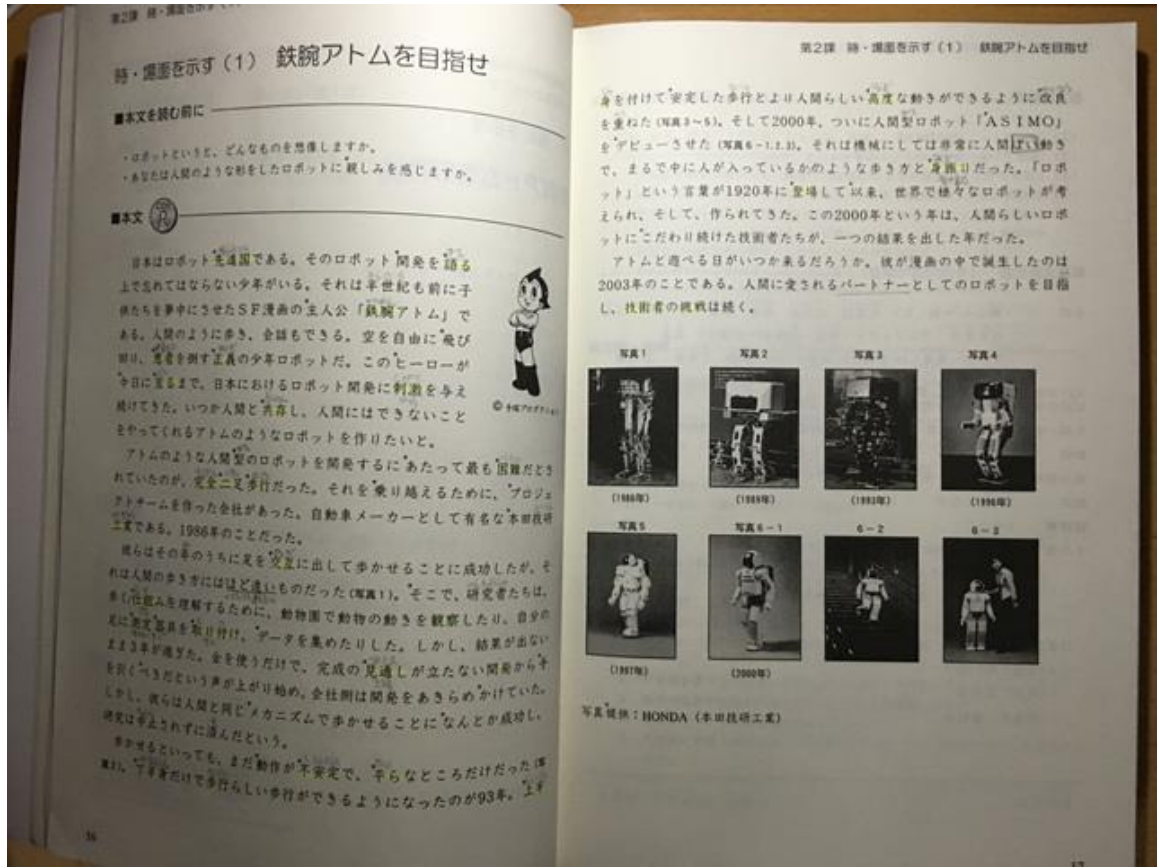 第2課 時・場面を示す
時・場面を示す（1） 鉄腕アトムを目指せ
■本文を読む前に
・ロボットというと、どんなものを想像しますか。
・あなたは人間のような形をしたロボットに親しみを感じますか。
■本文
日本はロボット先進国である。そのロボット開発を語る
上で忘れてはならない少年がいる。それは半世紀も前に子
供たちを夢中にさせたSF漫画の主人公「鉄腕アトム」で
ある。人間のように歩き、会話もできる。空を自由に飛び
回り、悪者を倒す正義の少年ロボットだ。このヒーローが
今日に至るまで、日本におけるロボット開発に刺激を与え
続けてきた。いつか人間と共存し、人間にはできないこと
をやってくれるアトムのようなロボットを作りたいと。
アトムのような人間型のロボットを開発するにあたって最も困難だとさ
れていたのが、完全二足歩行だった。それを乗り越えるために、プロジェ
クトチームを作った会社があった。自動車メーカーとして有名な本田技研
工業である。1986年のことだった。
彼らはその年のうちに足を交互に出して歩かせることに成功したが、そ
れは人間の歩き方にはほど遠いものだった（写真1）。そこで、研究者たちは、
歩く仕組みを理解するために、動物園で動物の動きを観察したり、自分の
足に測定器具を取り付け、データを集めたりした。しかし、結果が出ない
まま3年が過ぎた。金を使うだけで、完成の見通しが立たない開発から手
を引くべきだという声が上がり始め、会社側は開発をあきらめかけていた。
しかし、彼らは人間と同じメカニズムで歩かせることになんとか成功し、
研究は中止されずに済んだという。
歩かせるといっても、まだ動作が不安定で、平らなところだけだった（写
真2）。下半身だけで歩行らしい歩行ができるようになったのが93年。上半
16
© 手塚プロダクション
第2課 時・場面を示す（1） 鉄腕アトムを目指せ
身を付けて安定した歩行とより人間らしい高度な動きができるように改良
を重ねた（写真3～5）。そして2000年、ついに人間型ロボット「ASIMO」
をデビューさせた（写真6－1,2,3）。それは機械にしては非常に人間っぽい動き
で、まるで中に人が入っているかのような歩き方と身振りだった。「ロボ
ット」という言葉が1920年に登場して以来、世界で様々なロボットが考
えられ、そして、作られてきた。この2000年という年は、人間らしいロボ
ットにこだわり続けた技術者たちが、一つの結果を出した年だった。
アトムと遊べる日がいつか来るだろうか。彼が漫画の中で誕生したのは
2003年のことである。人間に愛されるパートナーとしてのロボットを目指
し、技術者の挑戦は続く。
写真1 写真2 写真3 写真4
(1986年) (1989年) (1993年) (1996年)
写真5 写真6－1 6－2 6－3
(1997年) (2000年)
写真提供：HONDA（本田技研工業）